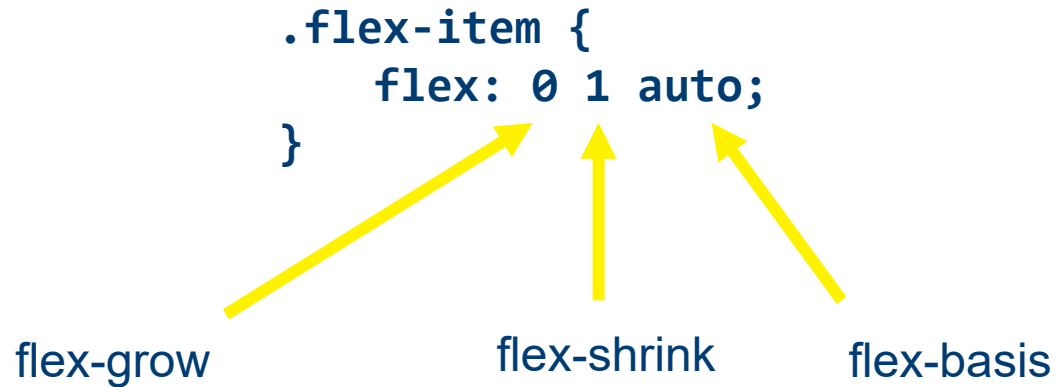 .flex-item {
flex: 0 1 auto;
}
flex-grow
flex-shrink
flex-basis